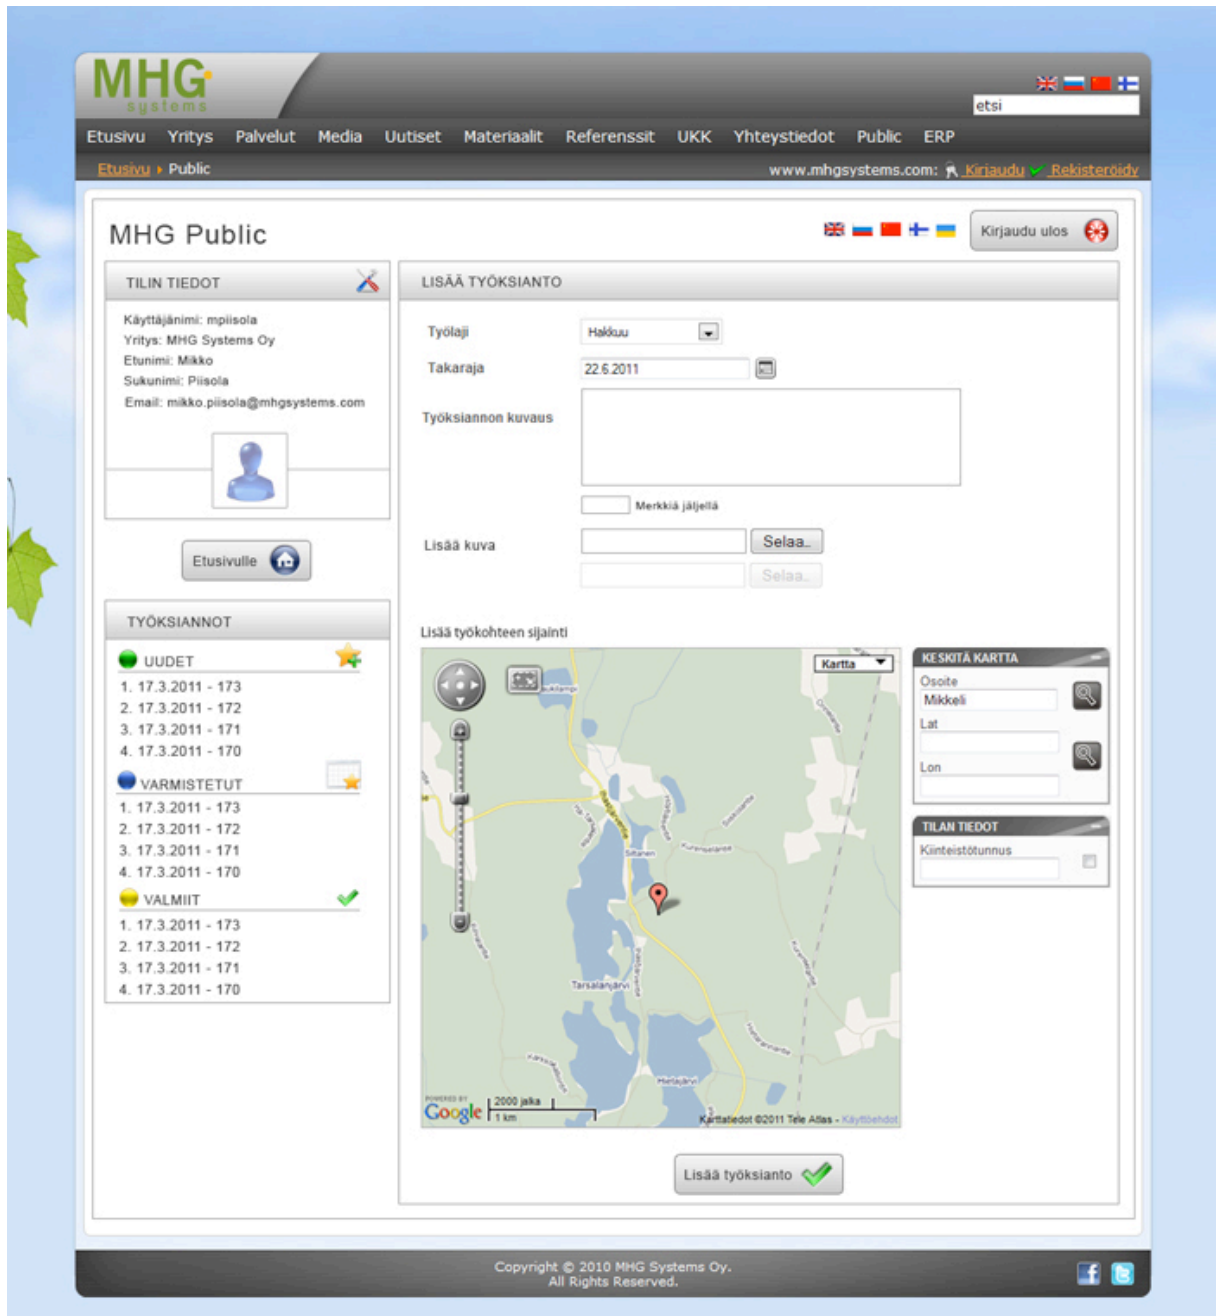 MHG
systems
etsi
Etusivu Yritys Palvelut Media Uutiset Materiaalit Referenssit UKK Yhteystiedot Public ERP
Etusivu Public
www.mhgsystems.com: Kirjaudu Rekisteröidy
MHG Public
Kirjaudu ulos
TILIN TIEDOT
Käyttäjänimi: mpiisola
Yritys: MHG Systems Oy
Etunimi: Mikko
Sukunimi: Piisola
Email: mikko.piisola@mhgsystems.com
Etusivulle
TYÖKSIANNOT
UUDET
1. 17.3.2011 - 173
2. 17.3.2011 - 172
3. 17.3.2011 - 171
4. 17.3.2011 - 170
VARMISTETUT
1. 17.3.2011 - 173
2. 17.3.2011 - 172
3. 17.3.2011 - 171
4. 17.3.2011 - 170
VALMIIT
1. 17.3.2011 - 173
2. 17.3.2011 - 172
3. 17.3.2011 - 171
4. 17.3.2011 - 170
LISÄÄ TYÖKSIANTO
Työlaji Hakkuu
Takaraja 22.6.2011
Työksiannon kuvaus
Merkkiä jäljellä
Lisää kuva Selaa..
Selaa..
Lisää työkohteen sijainti
Kartta
Siltanen
Tarsalanjärvi
Hietajärvi
POWERED BY
Google
2000 jalka
1 km
Karttatiedot ©2011 Tele Atlas - Käyttöehdot
KESKITÄ KARTTA
Osoite
Mikkeli
Lat
Lon
TILAN TIEDOT
Kiinteistötunnus
Lisää työksianto
Copyright © 2010 MHG Systems Oy.
All Rights Reserved.